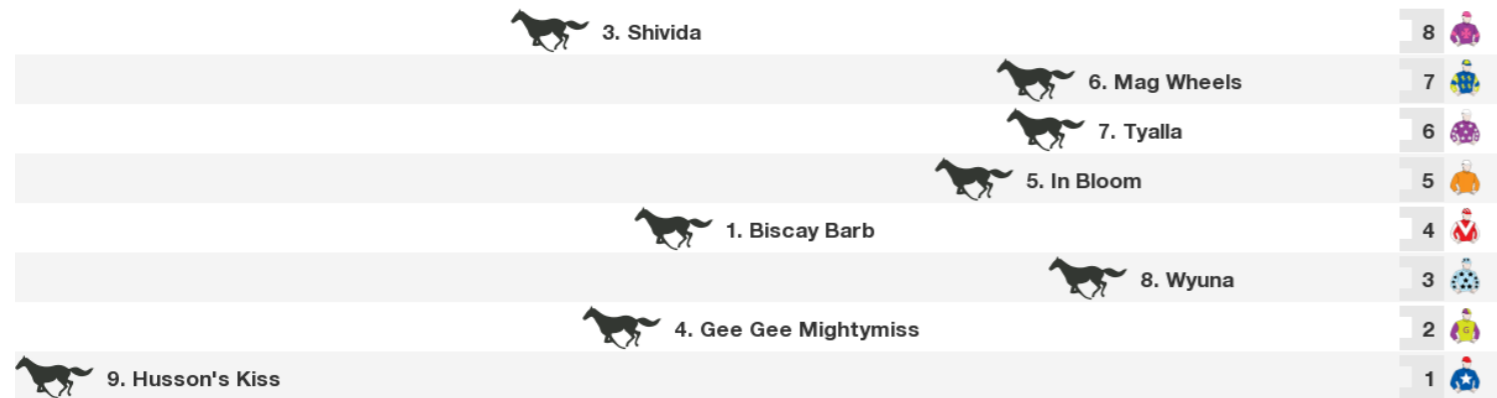 3. Shivida 8
6. Mag Wheels 7
7. Tyalla 6
5. In Bloom 5
1. Biscay Barb 4
8. Wyuna 3
4. Gee Gee Mightymiss 2 G
9. Husson's Kiss 1